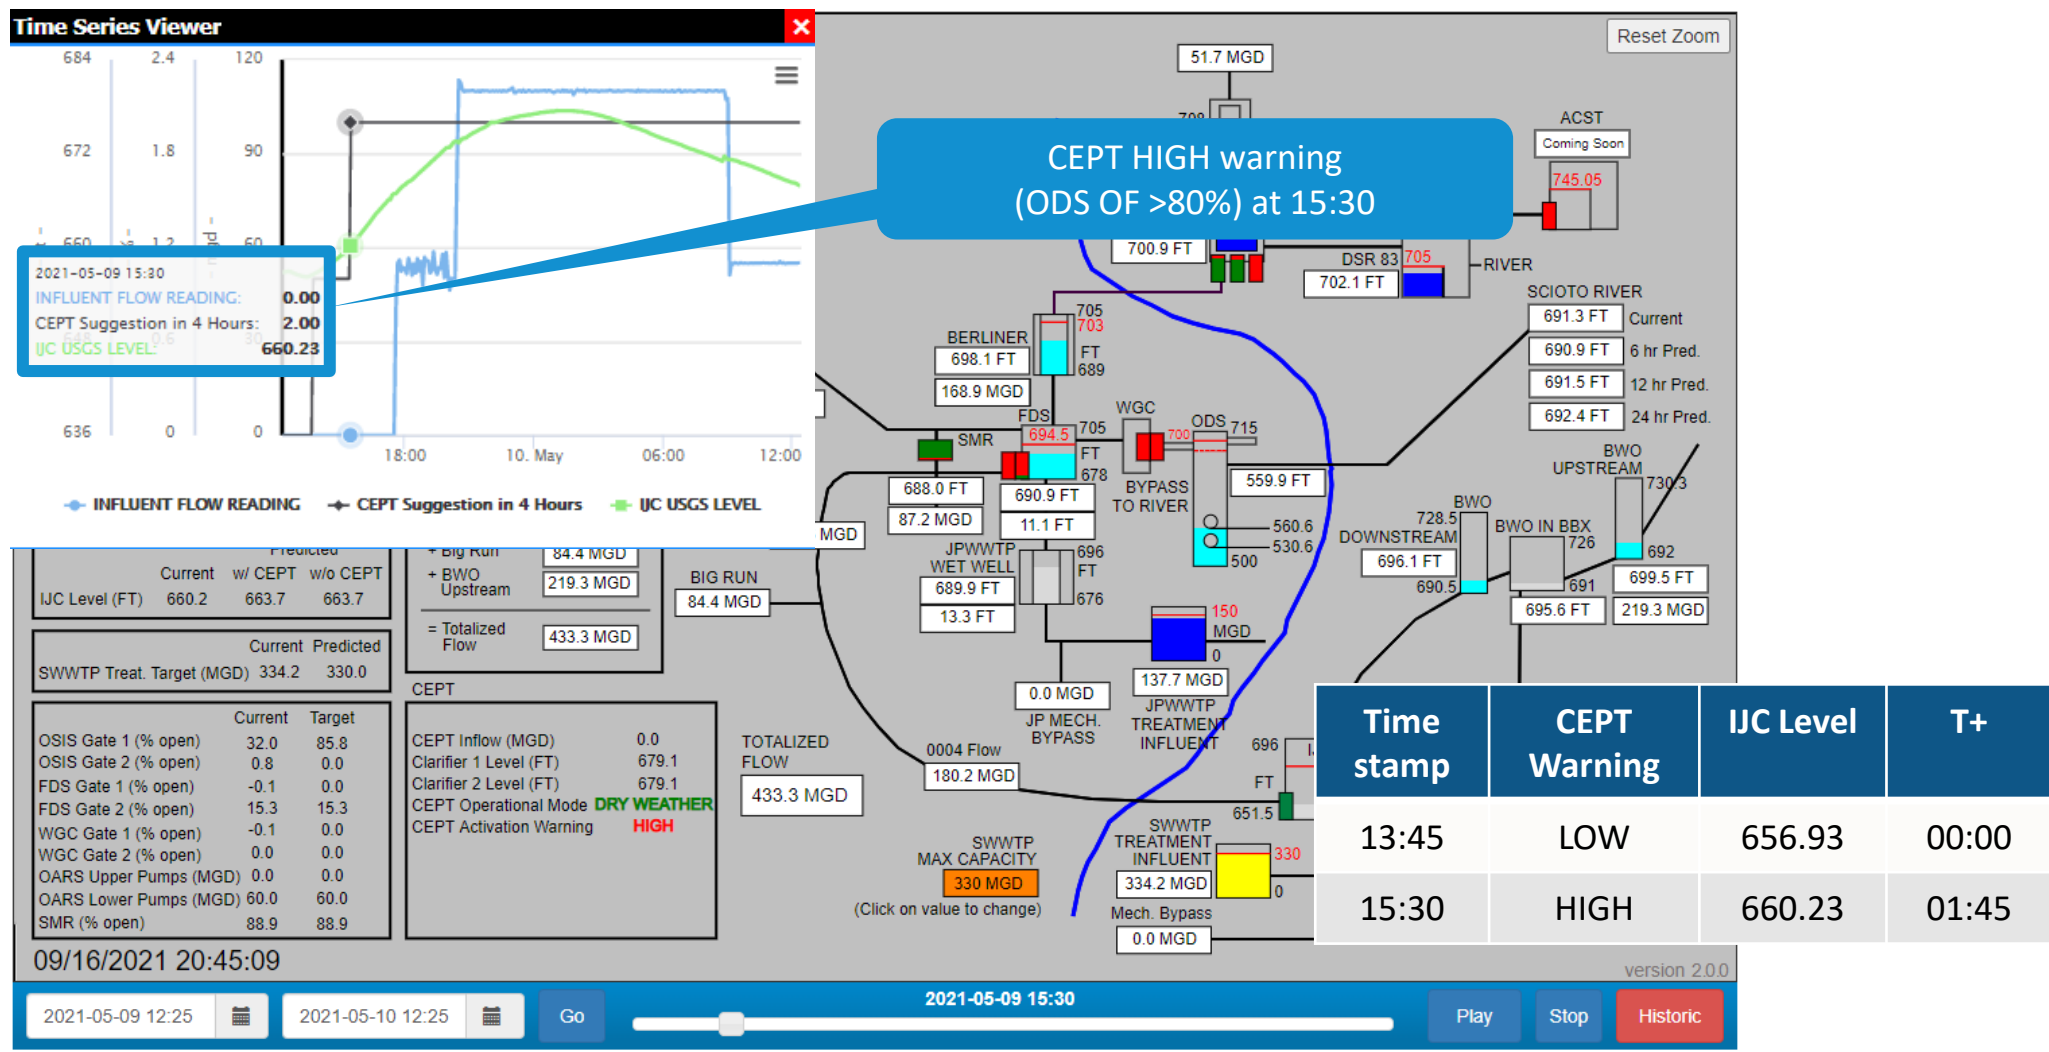 Time Series Viewer
×
684
2.4
120
672
1.8
90
660
1.2
60
2021-05-09 15:30
INFLUENT FLOW READING: 0.00
CEPT Suggestion in 4 Hours: 2.00
IJC USGS LEVEL: 660.23
648
0.6
30
636
0
0
18:00
10. May
06:00
12:00
INFLUENT FLOW READING
CEPT Suggestion in 4 Hours
IJC USGS LEVEL
CEPT HIGH warning
(ODS OF >80%) at 15:30
Reset Zoom
51.7 MGD
708
700.9 FT
ACST
Coming Soon
745.05
DSR 83
705
702.1 FT
RIVER
SCIOTO RIVER
691.3 FT Current
690.9 FT 6 hr Pred.
691.5 FT 12 hr Pred.
692.4 FT 24 hr Pred.
BERLINER
698.1 FT
168.9 MGD
705
703
FT
689
FDS
694.5
705
FT
678
690.9 FT
11.1 FT
SMR
688.0 FT
87.2 MGD
MGD
WGC
700
ODS
715
BYPASS
TO RIVER
559.9 FT
560.6
530.6
500
JPWWTP
WET WELL
689.9 FT
13.3 FT
696
FT
676
BWO
UPSTREAM
730.3
692
699.5 FT
219.3 MGD
BWO
728.5
DOWNSTREAM
696.1 FT
690.5
BWO IN BBX
726
691
695.6 FT
150
MGD
0
137.7 MGD
JPWWTP
TREATMENT
INFLUENT
0.0 MGD
JP MECH.
BYPASS
BIG RUN
84.4 MGD
Predicted
Current w/ CEPT w/o CEPT
IJC Level (FT) 660.2 663.7 663.7
Current Predicted
SWWTP Treat. Target (MGD) 334.2 330.0
+ Big Run 84.4 MGD
+ BWO
Upstream
219.3 MGD
= Totalized
Flow
433.3 MGD
Current Target
OSIS Gate 1 (% open) 32.0 85.8
OSIS Gate 2 (% open) 0.8 0.0
FDS Gate 1 (% open) -0.1 0.0
FDS Gate 2 (% open) 15.3 15.3
WGC Gate 1 (% open) -0.1 0.0
WGC Gate 2 (% open) 0.0 0.0
OARS Upper Pumps (MGD) 0.0 0.0
OARS Lower Pumps (MGD) 60.0 60.0
SMR (% open) 88.9 88.9
CEPT
CEPT Inflow (MGD) 0.0
Clarifier 1 Level (FT) 679.1
Clarifier 2 Level (FT) 679.1
CEPT Operational Mode DRY WEATHER
CEPT Activation Warning HIGH
TOTALIZED
FLOW
433.3 MGD
0004 Flow
180.2 MGD
696
FT
651.5
SWWTP
MAX CAPACITY
330 MGD
(Click on value to change)
SWWTP
TREATMENT
INFLUENT
334.2 MGD
330
0
Mech. Bypass
0.0 MGD
Time stamp CEPT Warning IJC Level T+
13:45 LOW 656.93 00:00
15:30 HIGH 660.23 01:45
09/16/2021 20:45:09
version 2.0.0
2021-05-09 12:25
2021-05-10 12:25
Go
2021-05-09 15:30
Play
Stop
Historic